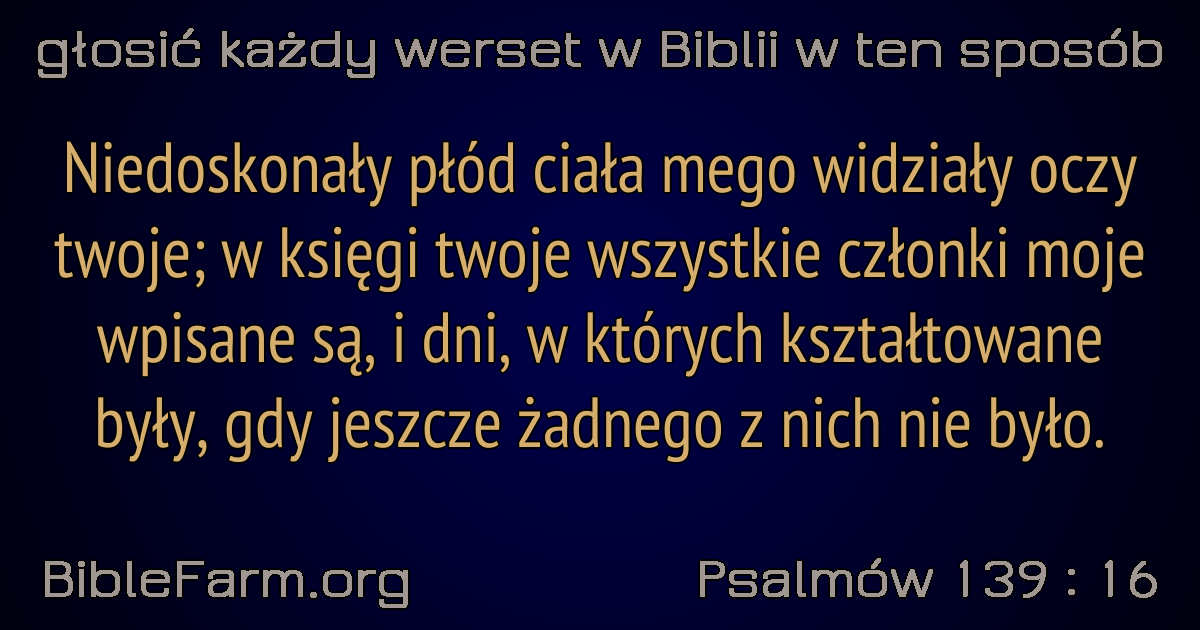 głosić każdy werset w Biblii w ten sposób
Niedoskonały płód ciała mego widziały oczy
twoje; w księgi twoje wszystkie członki moje
wpisane są, i dni, w których kształtowane
były, gdy jeszcze żadnego z nich nie było.
BibleFarm.org
Psalmów 139 : 16